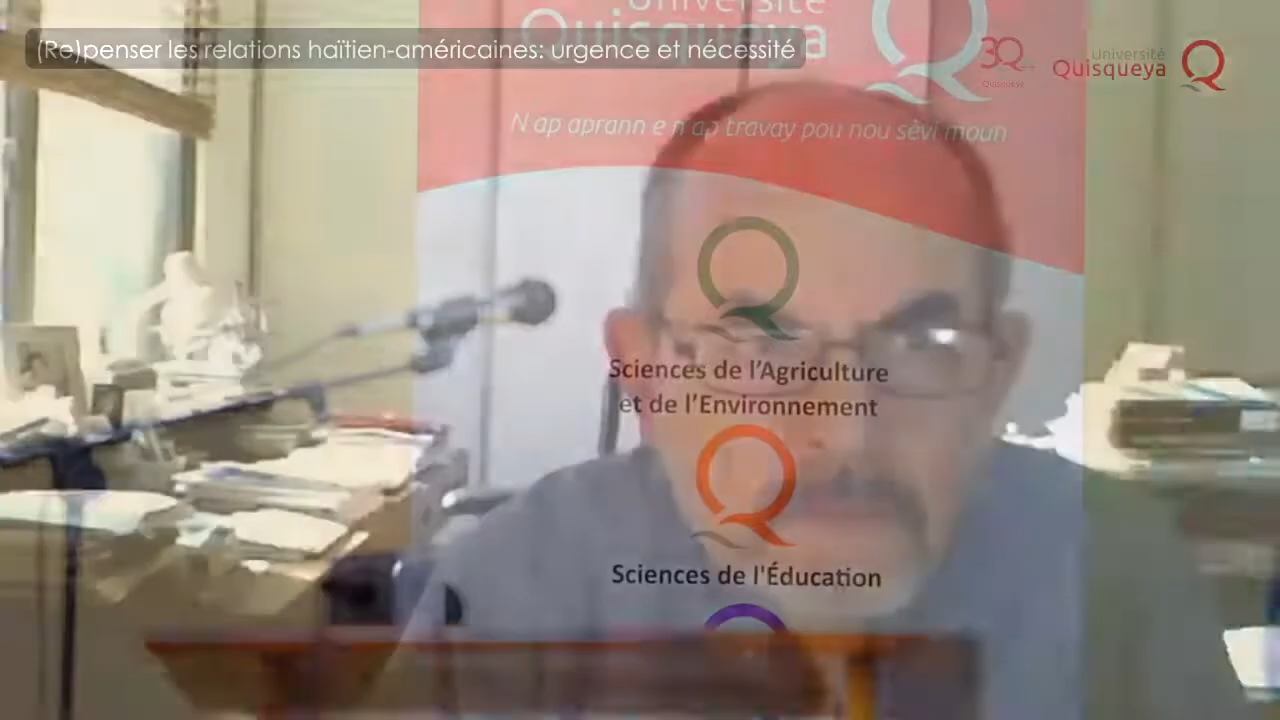 (Re)penser les relations haïtien-américaines: urgence et nécessité
Université
Quisqueya
3Q
Quisqueya
Université
Quisqueya
N ap aprann e n ap travay pou nou sèvi moun
Sciences de l'Agriculture
et de l'Environnement
Sciences de l'Éducation